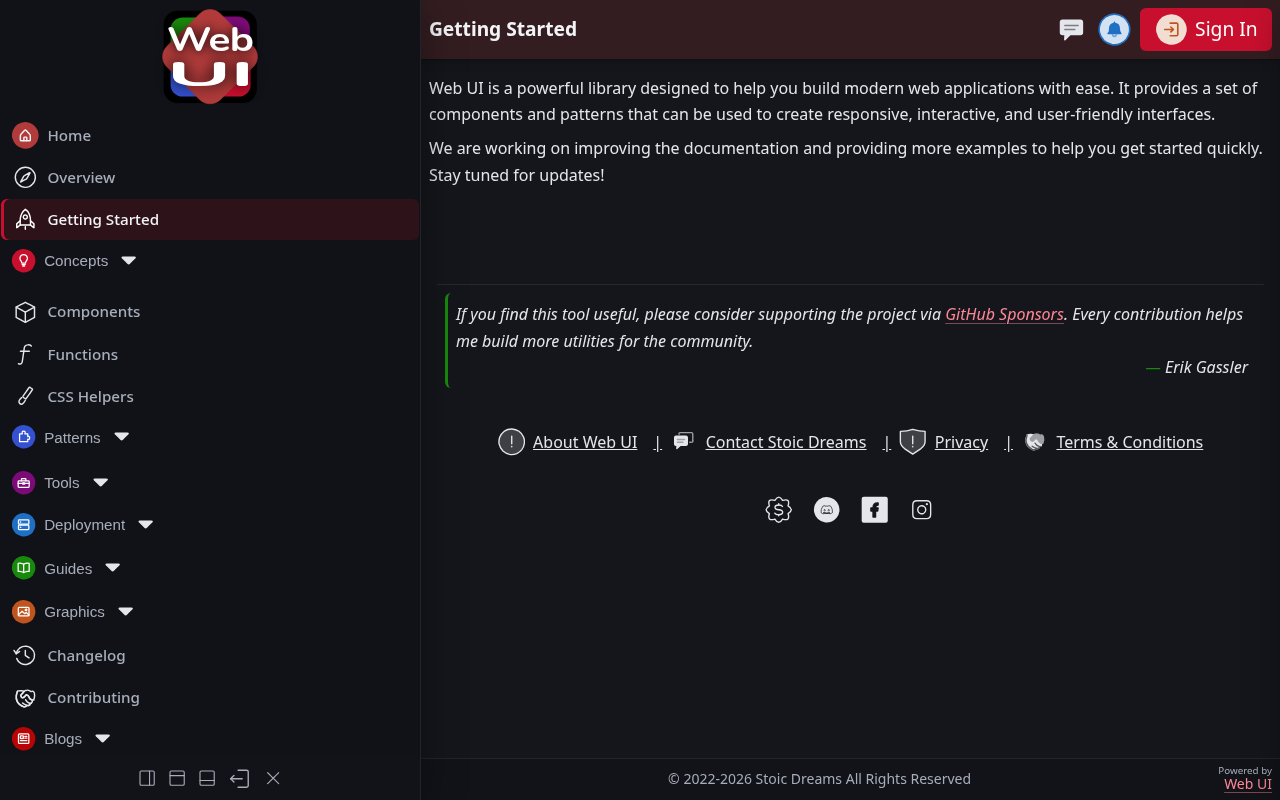 Web
UI
Home
Overview
Getting Started
Concepts
Components
Functions
CSS Helpers
Patterns
Tools
Deployment
Guides
Graphics
Changelog
Contributing
Blogs
Getting Started
Sign In
Web UI is a powerful library designed to help you build modern web applications with ease. It provides a set of
components and patterns that can be used to create responsive, interactive, and user-friendly interfaces.
We are working on improving the documentation and providing more examples to help you get started quickly.
Stay tuned for updates!
If you find this tool useful, please consider supporting the project via GitHub Sponsors. Every contribution helps
me build more utilities for the community.
— Erik Gassler
About Web UI | Contact Stoic Dreams | Privacy | Terms & Conditions
© 2022-2026 Stoic Dreams All Rights Reserved
Powered by
Web UI